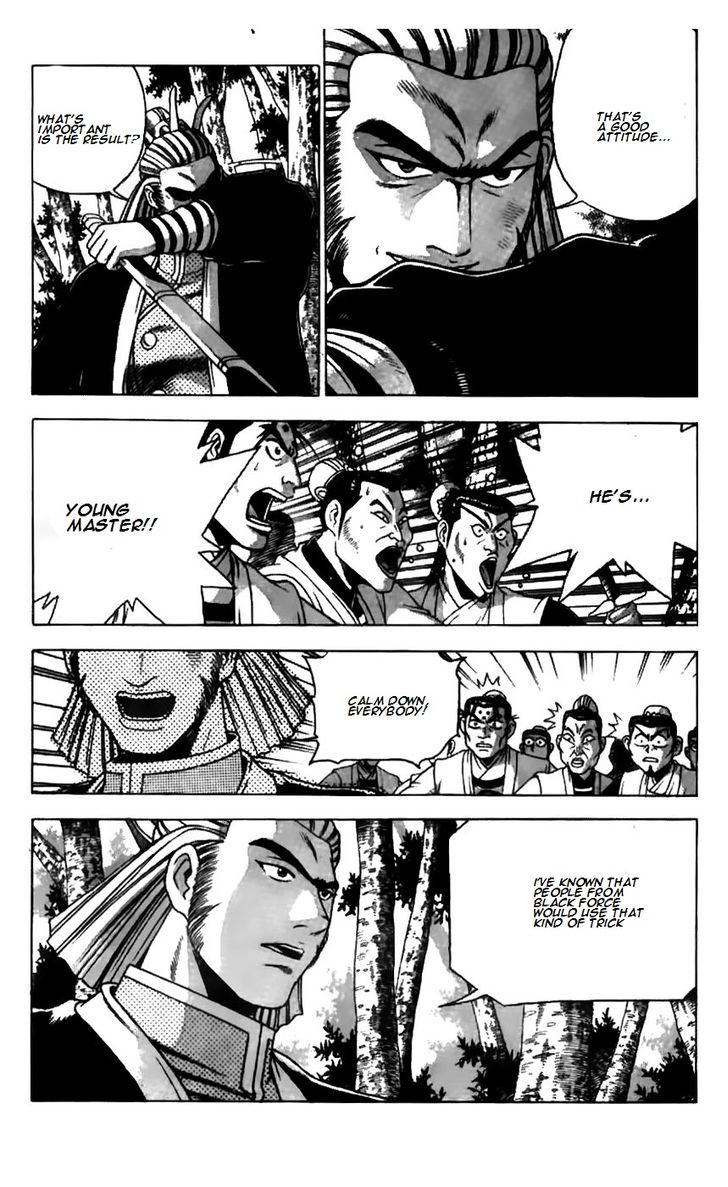 THAT'S
A GOOD
ATTITUDE...
WHAT'S
IMPORTANT
IS THE RESULT?
HE'S...
YOUNG
MASTER!!
CALM DOWN,
EVERYBODY!
I'VE KNOWN THAT
PEOPLE FROM
BLACK FORCE
WOULD USE THAT
KIND OF TRICK